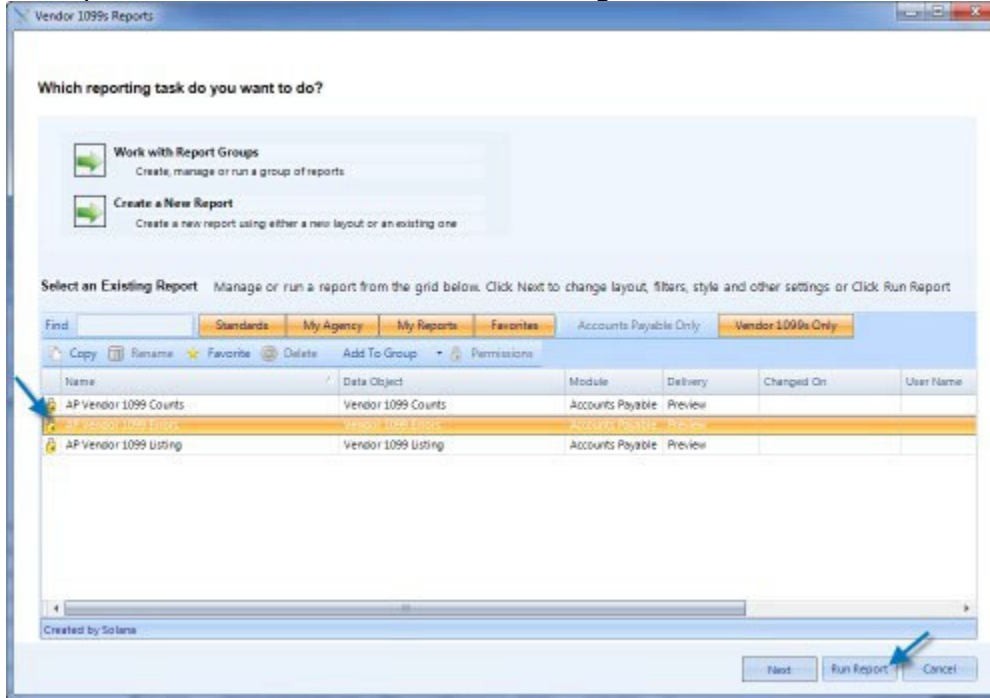 Vendor 1099s Reports
Which reporting task do you want to do?
Work with Report Groups
Create, manage or run a group of reports
Create a New Report
Create a new report using either a new layout or an existing one
Select an Existing Report Manage or run a report from the grid below. Click Next to change layout, filters, style and other settings or Click Run Report
Find Standards My Agency My Reports Favorites Accounts Payable Only Vendor 1099s Only
Copy Rename Favorite Delete Add To Group Permissions
Name Data Object Module Delivery Changed On User Name
AP Vendor 1099 Counts Vendor 1099 Counts Accounts Payable Preview
AP Vendor 1099 Errors Vendor 1099 Errors Accounts Payable Preview
AP Vendor 1099 Listing Vendor 1099 Listing Accounts Payable Preview
Created by Solana
Next Run Report Cancel